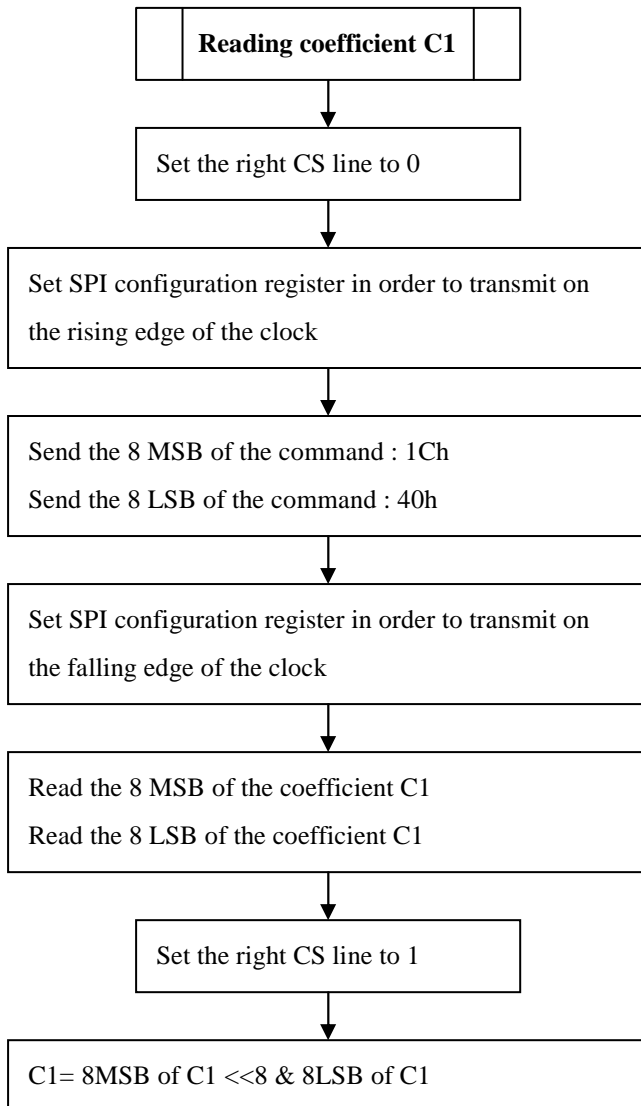 Reading coefficient C1
Set the right CS line to 0
Set SPI configuration register in order to transmit on
the rising edge of the clock
Send the 8 MSB of the command : 1Ch
Send the 8 LSB of the command : 40h
Set SPI configuration register in order to transmit on
the falling edge of the clock
Read the 8 MSB of the coefficient C1
Read the 8 LSB of the coefficient C1
Set the right CS line to 1
C1= 8MSB of C1 <<8 & 8LSB of C1